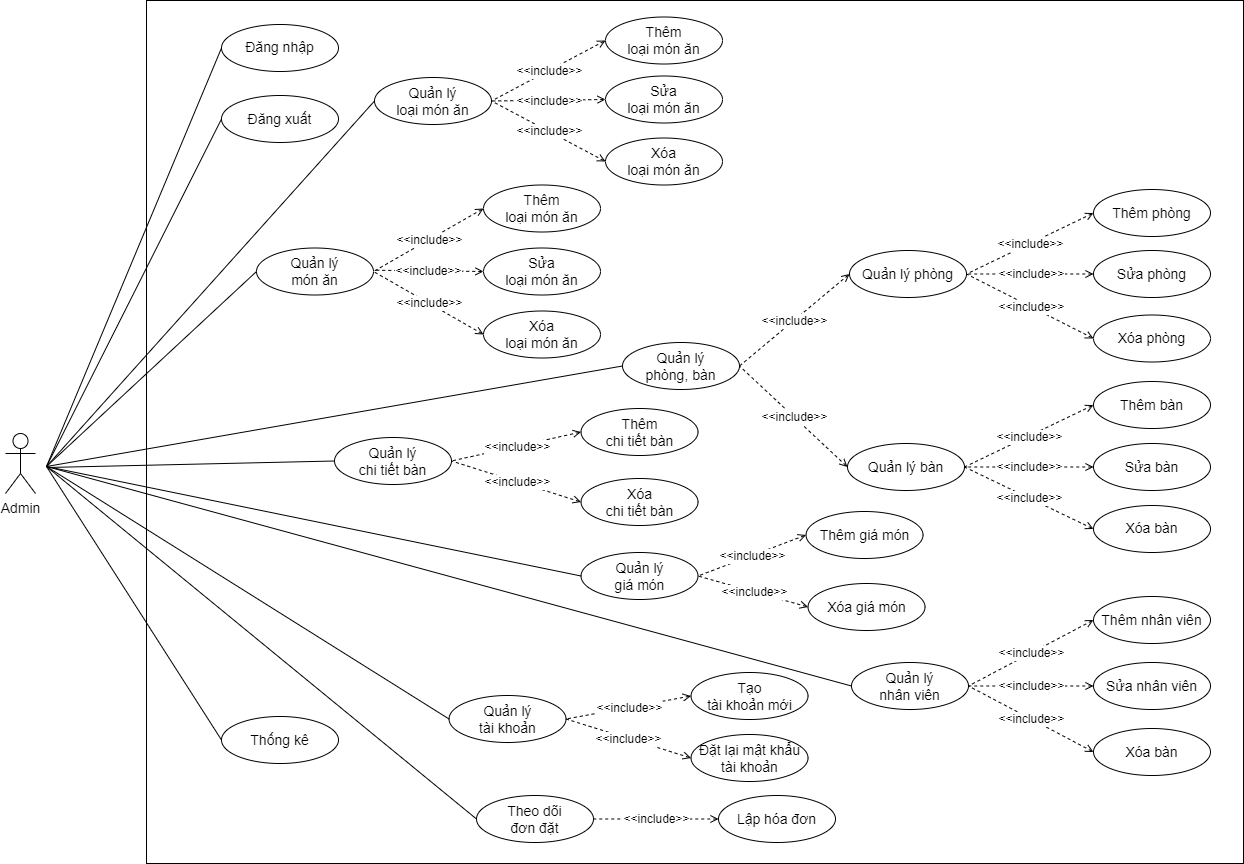 Đăng nhập
Đăng xuất
Quản lý
loại món ăn
<<include>>
<<include>>
<<include>>
Thêm
loại món ăn
Sửa
loại món ăn
Xóa
loại món ăn
Quản lý
món ăn
<<include>>
<<include>>
<<include>>
Thêm
loại món ăn
Sửa
loại món ăn
Xóa
loại món ăn
Quản lý
phòng, bàn
<<include>>
<<include>>
Quản lý phòng
<<include>>
<<include>>
<<include>>
Thêm phòng
Sửa phòng
Xóa phòng
Quản lý bàn
<<include>>
<<include>>
<<include>>
Thêm bàn
Sửa bàn
Xóa bàn
Admin
Quản lý
chi tiết bàn
<<include>>
<<include>>
Thêm
chi tiết bàn
Xóa
chi tiết bàn
Quản lý
giá món
<<include>>
<<include>>
Thêm giá món
Xóa giá món
Quản lý
nhân viên
<<include>>
<<include>>
<<include>>
Thêm nhân viên
Sửa nhân viên
Xóa bàn
Quản lý
tài khoản
<<include>>
<<include>>
Tạo
tài khoản mới
Đặt lại mật khẩu
tài khoản
Thống kê
Theo dõi
đơn đặt
<<include>>
Lập hóa đơn